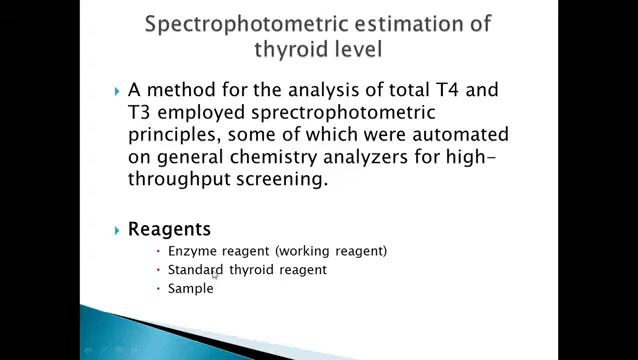 Spectrophotometric estimation of
thyroid level
A method for the analysis of total T4 and
T3 employed sprectrophotometric
principles, some of which were automated
on general chemistry analyzers for high-
throughput screening.
Reagents
Enzyme reagent (working reagent)
Standard thyroid reagent
Sample